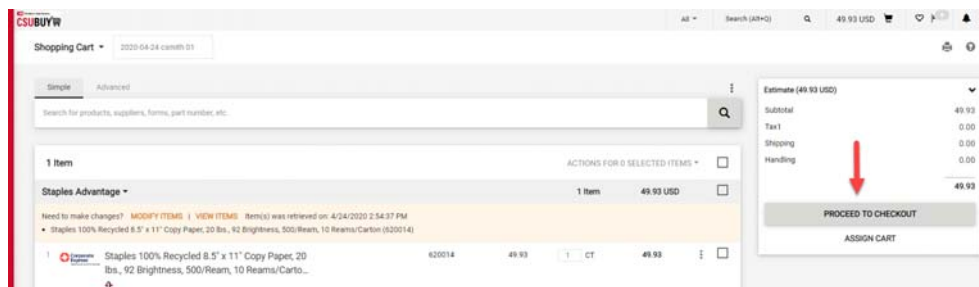 CSUBUY
All
Search (Alt+Q)
49.93 USD
Shopping Cart
2020-04-24 csmith 01
Simple Advanced
Search for products, suppliers, forms, part number, etc.
1 Item
ACTIONS FOR 0 SELECTED ITEMS
Staples Advantage
1 Item 49.93 USD
Need to make changes? MODIFY ITEMS | VIEW ITEMS Item(s) was retrieved on: 4/24/2020 2:54:37 PM
• Staples 100% Recycled 8.5" x 11" Copy Paper, 20 lbs., 92 Brightness, 500/Ream, 10 Reams/Carton (620014)
1 Corporate Express Staples 100% Recycled 8.5" x 11" Copy Paper, 20 620014 49.93 1 CT 49.93
lbs., 92 Brightness, 500/Ream, 10 Reams/Carto...
Estimate (49.93 USD)
Subtotal 49.93
Tax1 0.00
Shipping 0.00
Handling 0.00
49.93
PROCEED TO CHECKOUT
ASSIGN CART